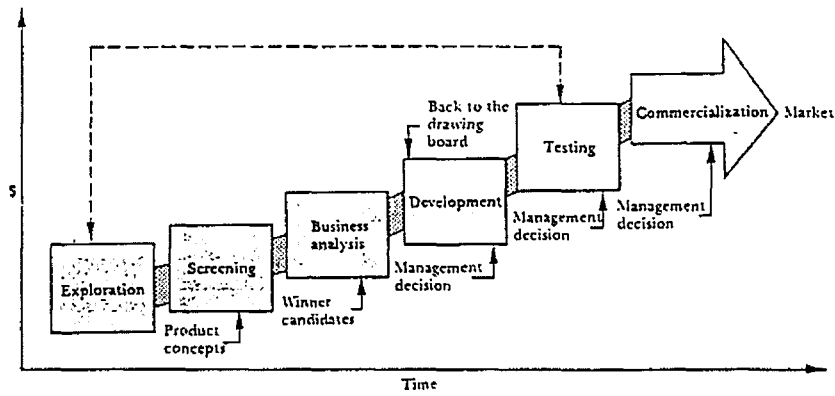 Back to the
drawing
board
Commercialization
Market
Testing
$
Development
Management
decision
Management
decision
Business
analysis
Screening
Management
decision
Exploration
Winner
candidates
Product
concepts
Time